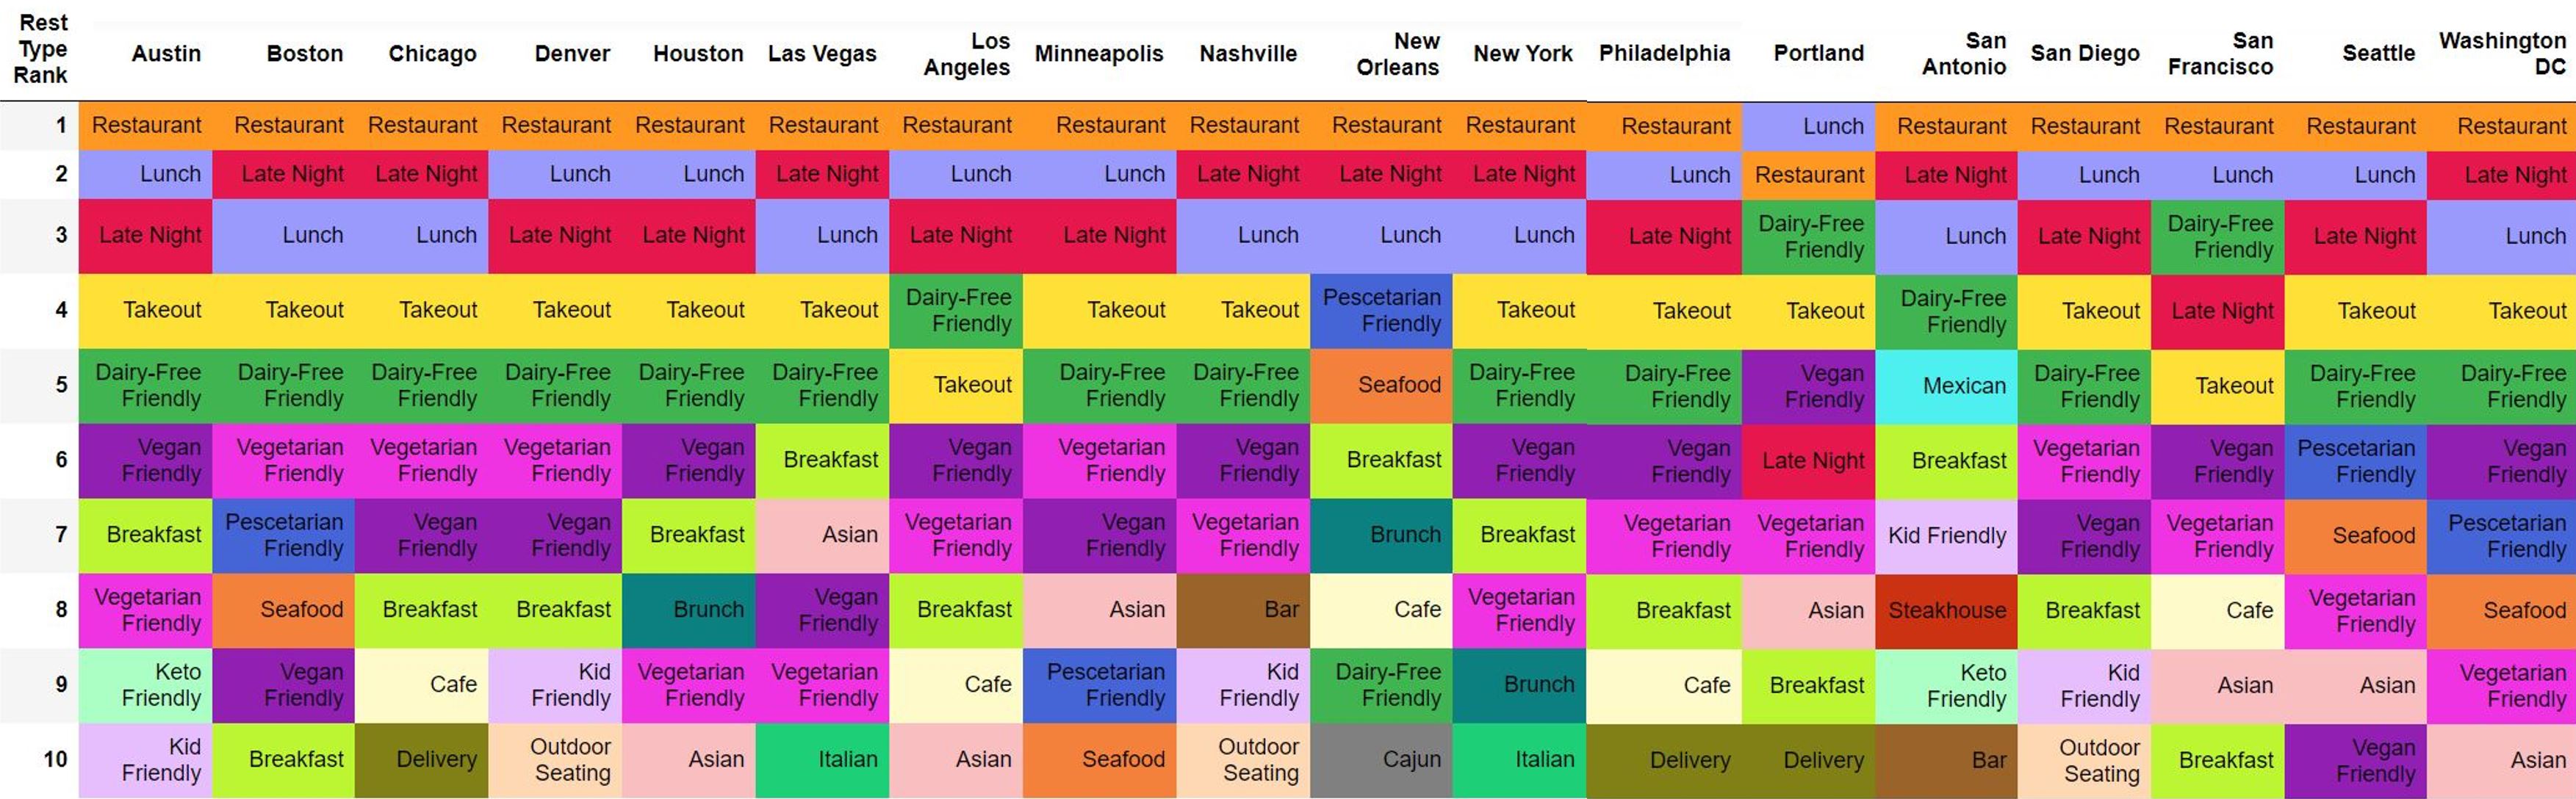 Rest Type Rank Austin Boston Chicago Denver Houston Las Vegas Los Angeles Minneapolis Nashville New Orleans New York Philadelphia Portland San Antonio San Diego San Francisco Seattle Washington DC
1 Restaurant Restaurant Restaurant Restaurant Restaurant Restaurant Restaurant Restaurant Restaurant Restaurant Restaurant Restaurant Lunch Restaurant Restaurant Restaurant Restaurant Restaurant
2 Lunch Late Night Late Night Lunch Lunch Late Night Lunch Lunch Late Night Late Night Late Night Lunch Restaurant Late Night Lunch Lunch Lunch Late Night
3 Late Night Lunch Lunch Late Night Late Night Lunch Late Night Late Night Lunch Lunch Lunch Late Night Dairy-Free Friendly Lunch Late Night Dairy-Free Friendly Late Night Lunch
4 Takeout Takeout Takeout Takeout Takeout Takeout Dairy-Free Friendly Takeout Takeout Pescetarian Friendly Takeout Takeout Takeout Dairy-Free Friendly Takeout Late Night Takeout Takeout
5 Dairy-Free Friendly Dairy-Free Friendly Dairy-Free Friendly Dairy-Free Friendly Dairy-Free Friendly Dairy-Free Friendly Takeout Dairy-Free Friendly Dairy-Free Friendly Seafood Dairy-Free Friendly Dairy-Free Friendly Vegan Friendly Mexican Dairy-Free Friendly Takeout Dairy-Free Friendly Dairy-Free Friendly
6 Vegan Friendly Vegetarian Friendly Vegetarian Friendly Vegetarian Friendly Vegan Friendly Breakfast Vegan Friendly Vegetarian Friendly Vegan Friendly Breakfast Vegan Friendly Vegan Friendly Late Night Breakfast Vegetarian Friendly Vegan Friendly Pescetarian Friendly Vegan Friendly
7 Breakfast Pescetarian Friendly Vegan Friendly Vegan Friendly Breakfast Asian Vegetarian Friendly Vegan Friendly Vegetarian Friendly Brunch Breakfast Vegetarian Friendly Vegetarian Friendly Kid Friendly Vegan Friendly Vegetarian Friendly Seafood Pescetarian Friendly
8 Vegetarian Friendly Seafood Breakfast Breakfast Brunch Vegan Friendly Breakfast Asian Bar Cafe Vegetarian Friendly Breakfast Asian Steakhouse Breakfast Cafe Vegetarian Friendly Seafood
9 Keto Friendly Vegan Friendly Cafe Kid Friendly Vegetarian Friendly Vegetarian Friendly Cafe Pescetarian Friendly Kid Friendly Dairy-Free Friendly Brunch Cafe Breakfast Keto Friendly Kid Friendly Asian Asian Vegetarian Friendly
10 Kid Friendly Breakfast Delivery Outdoor Seating Asian Italian Asian Seafood Outdoor Seating Cajun Italian Delivery Delivery Bar Outdoor Seating Breakfast Vegan Friendly Asian